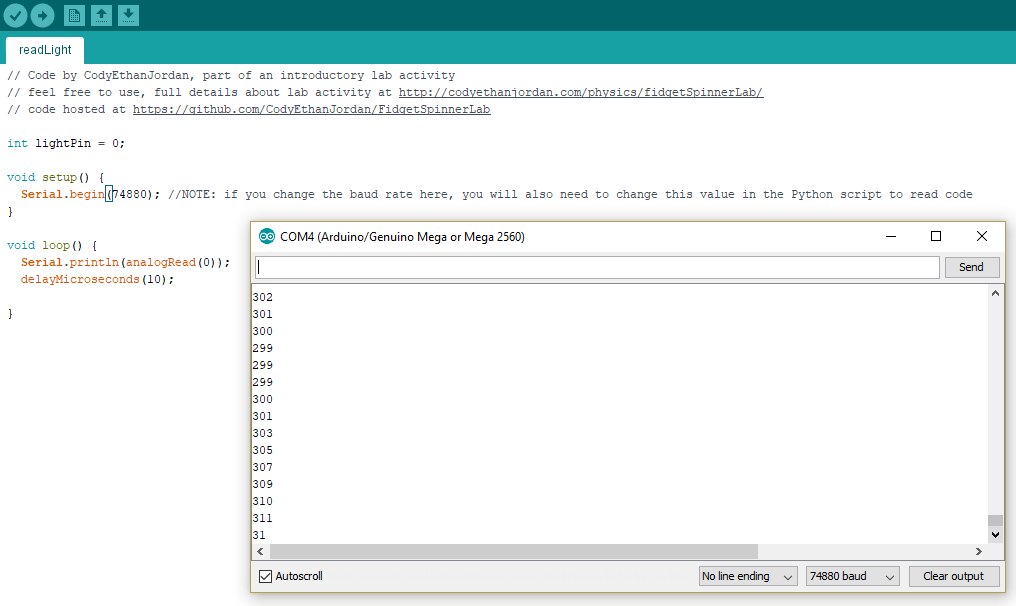 readLight
// Code by CodyEthanJordan, part of an introductory lab activity
// feel free to use, full details about lab activity at http://codyethanjordan.com/physics/fidgetSpinnerLab/
// code hosted at https://github.com/CodyEthanJordan/FidgetSpinnerLab
int lightPin = 0;
void setup() {
  Serial.begin(74880); //NOTE: if you change the baud rate here, you will also need to change this value in the Python script to read code
}
void loop() {
  Serial.println(analogRead(0));
  delayMicroseconds(10);
}
COM4 (Arduino/Genuino Mega or Mega 2560)
Send
302
301
300
299
299
299
300
301
303
305
307
309
310
311
31
Autoscroll
No line ending
74880 baud
Clear output